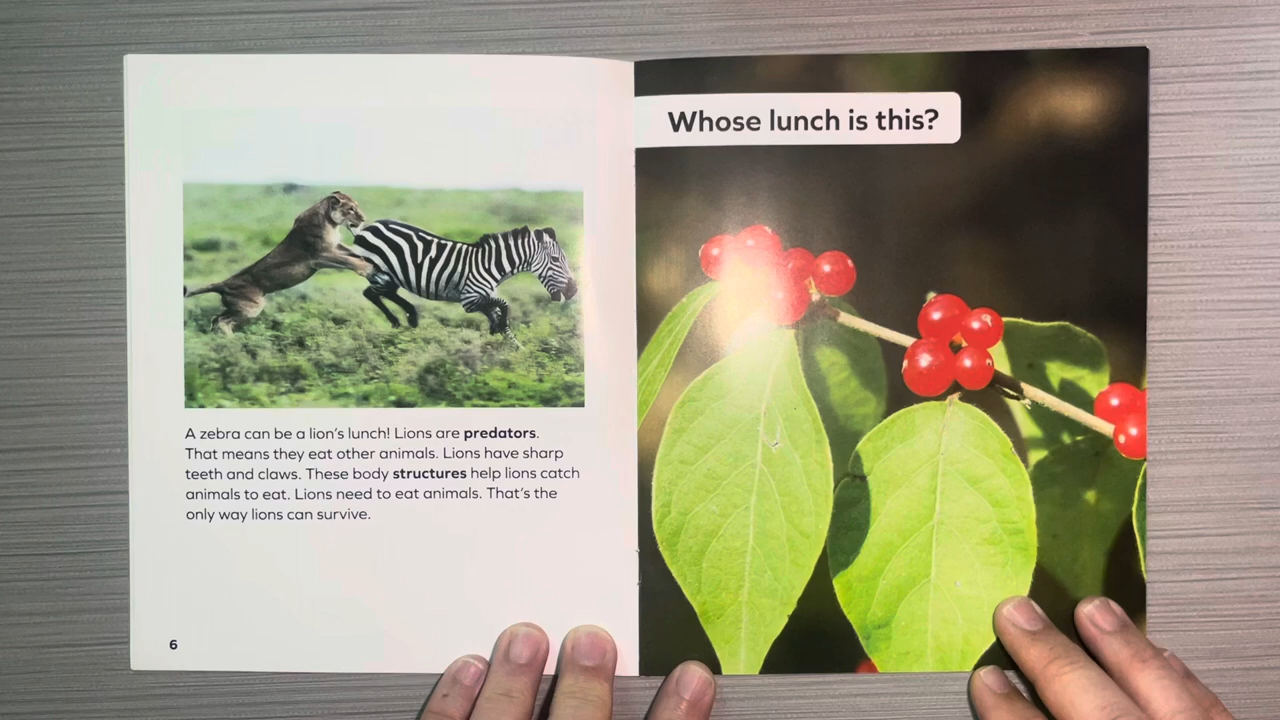 A zebra can be a lion's lunch! Lions are predators.
That means they eat other animals. Lions have sharp
teeth and claws. These body structures help lions catch
animals to eat. Lions need to eat animals. That's the
only way lions can survive.
6
Whose lunch is this?